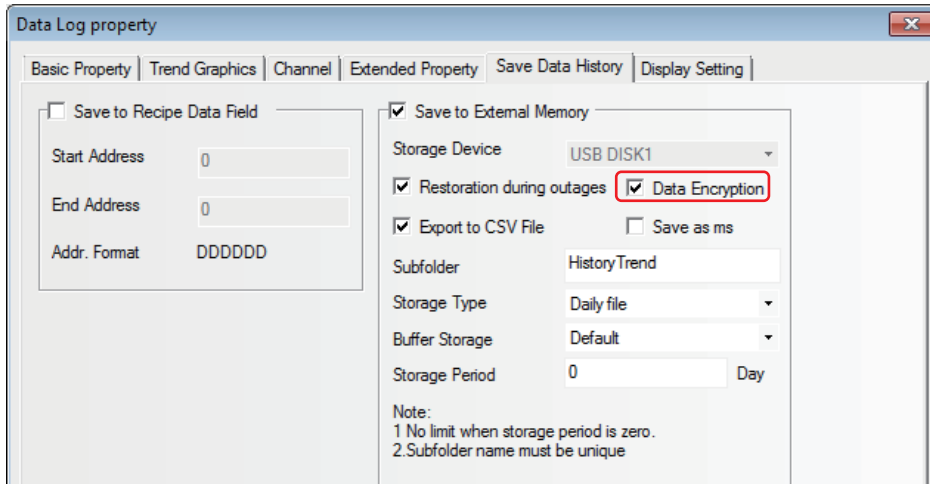 Data Log property
Basic Property Trend Graphics Channel Extended Property Save Data History Display Setting
Save to Recipe Data Field
Start Address 0
End Address 0
Addr. Format DDDDDD
Save to External Memory
Storage Device USB DISK1
Restoration during outages Data Encryption
Export to CSV File Save as ms
Subfolder HistoryTrend
Storage Type Daily file
Buffer Storage Default
Storage Period 0 Day
Note:
1 No limit when storage period is zero.
2.Subfolder name must be unique